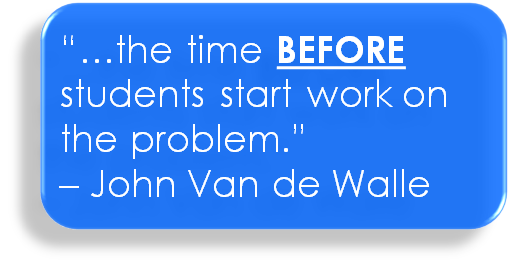 “…the time BEFORE
students start work on
the problem.”
– John Van de Walle